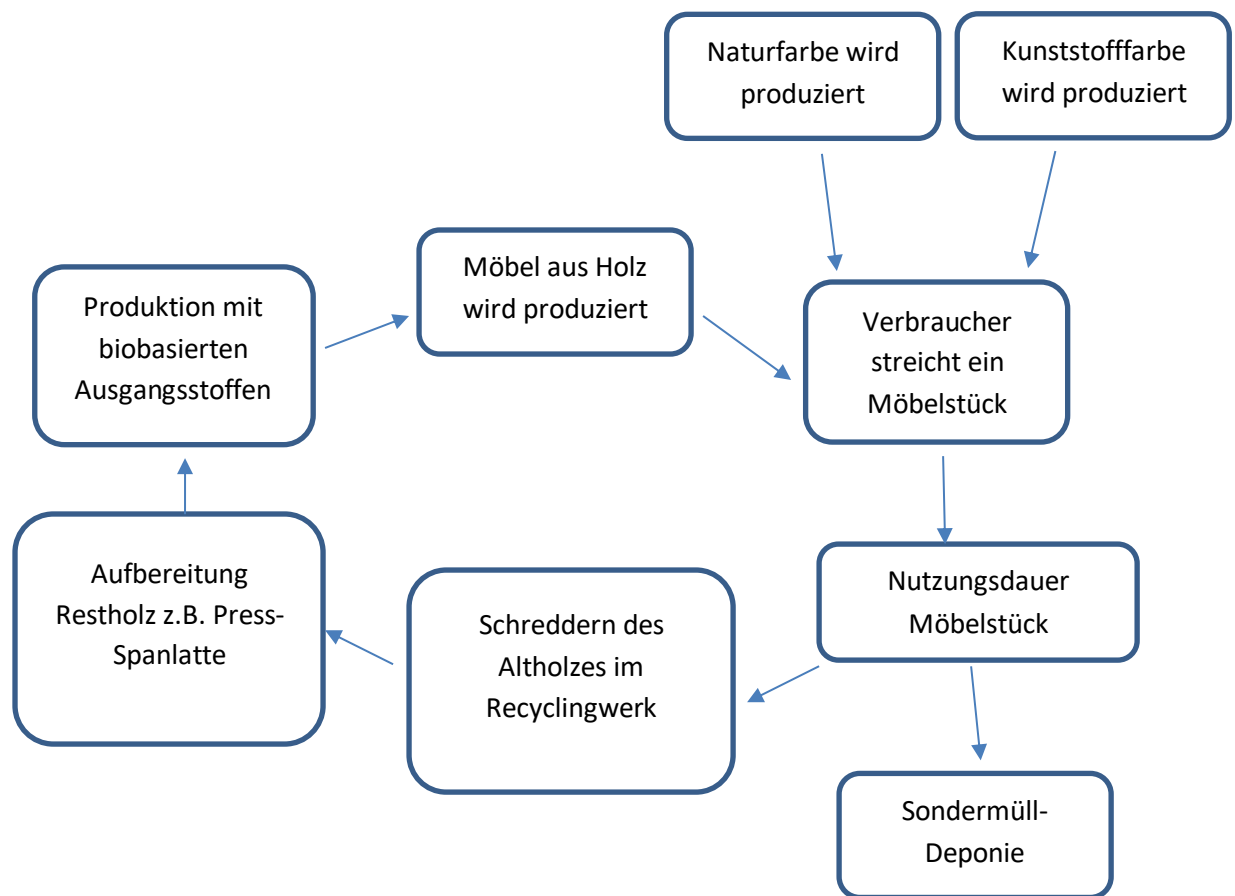 Naturfarbe wird
produziert
Kunststofffarbe
wird produziert
Möbel aus Holz
wird produziert
Produktion mit
biobasierten
Ausgangsstoffen
Verbraucher
streicht ein
Möbelstück
Aufbereitung
Restholz z.B. Press-
Spanlatte
Schreddern des
Altholzes im
Recyclingwerk
Nutzungsdauer
Möbelstück
Sondermüll-
Deponie